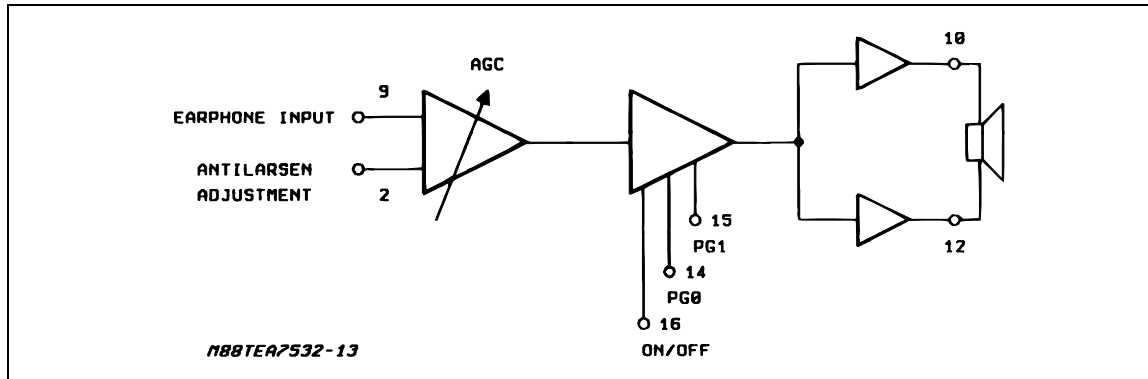 10
AGC
9
EARPHONE INPUT
ANTILARSEN
ADJUSTMENT
2
15
PG1
12
14
PG0
16
ON/OFF
M88TEA7532-13